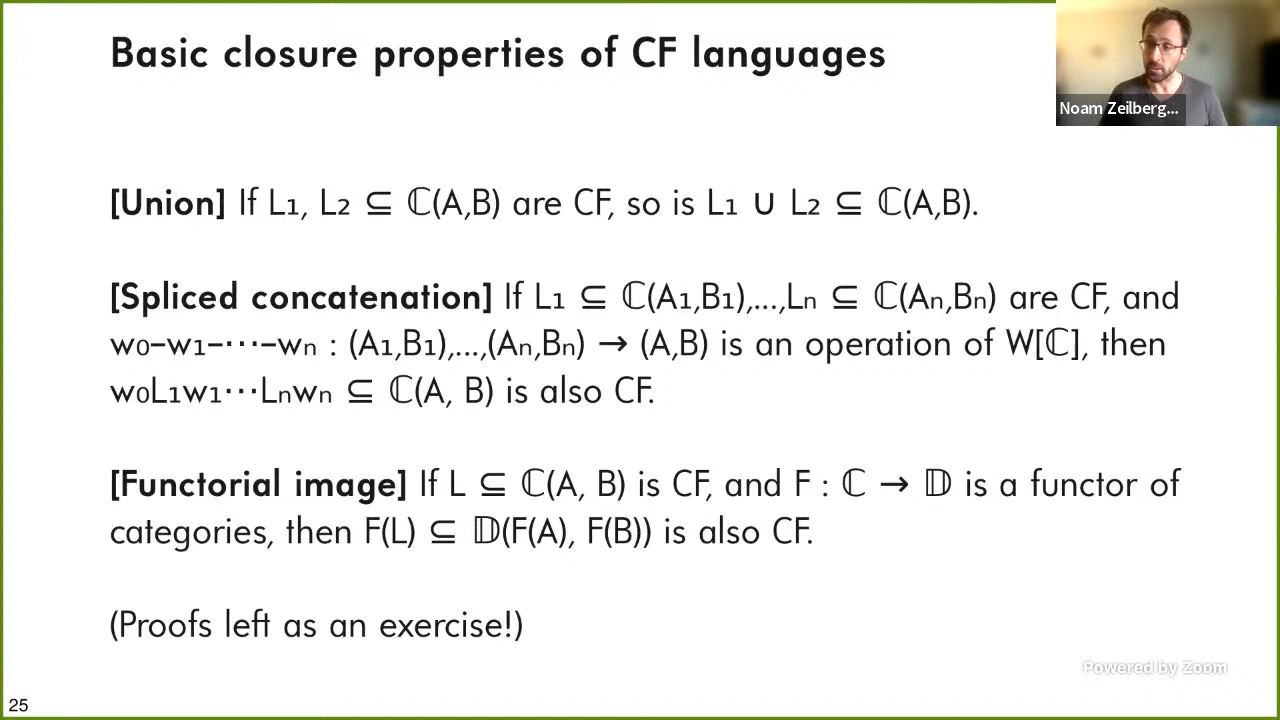 Basic closure properties of CF languages
Noam Zeilberg...
[Union] If L₁, L₂ ⊆ ℂ(A,B) are CF, so is L₁ ∪ L₂ ⊆ ℂ(A,B).
[Spliced concatenation] If L₁ ⊆ ℂ(A₁,B₁),...,Lₙ ⊆ ℂ(Aₙ,Bₙ) are CF, and
w₀–w₁–⋯–wₙ : (A₁,B₁),...,(Aₙ,Bₙ) → (A,B) is an operation of W[ℂ], then
w₀L₁w₁⋯Lₙwₙ ⊆ ℂ(A, B) is also CF.
[Functorial image] If L ⊆ ℂ(A, B) is CF, and F : ℂ → 𝔻 is a functor of
categories, then F(L) ⊆ 𝔻(F(A), F(B)) is also CF.
(Proofs left as an exercise!)
Powered by Zoom
25